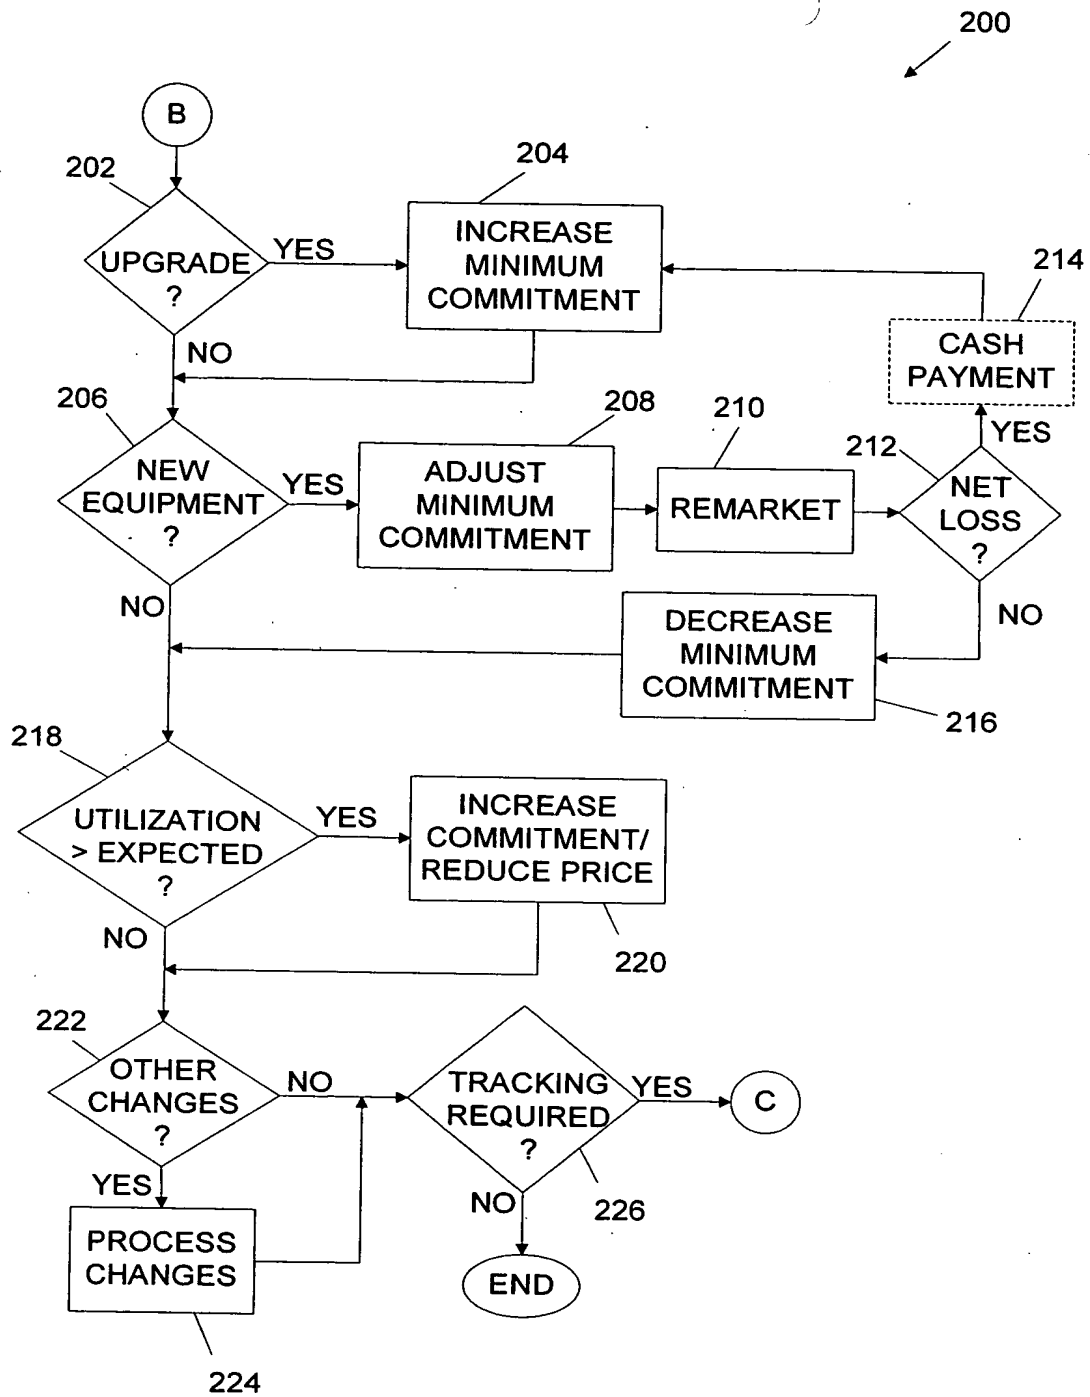 200
B
202
204
UPGRADE
?
YES
INCREASE
MINIMUM
COMMITMENT
214
NO
CASH
PAYMENT
206
208
210
212
YES
NEW
EQUIPMENT
?
YES
ADJUST
MINIMUM
COMMITMENT
REMARKET
NET
LOSS
?
NO
NO
DECREASE
MINIMUM
COMMITMENT
216
218
UTILIZATION
> EXPECTED
?
YES
INCREASE
COMMITMENT/
REDUCE PRICE
220
NO
222
OTHER
CHANGES
?
NO
TRACKING
REQUIRED
?
YES
C
226
YES
NO
PROCESS
CHANGES
END
224